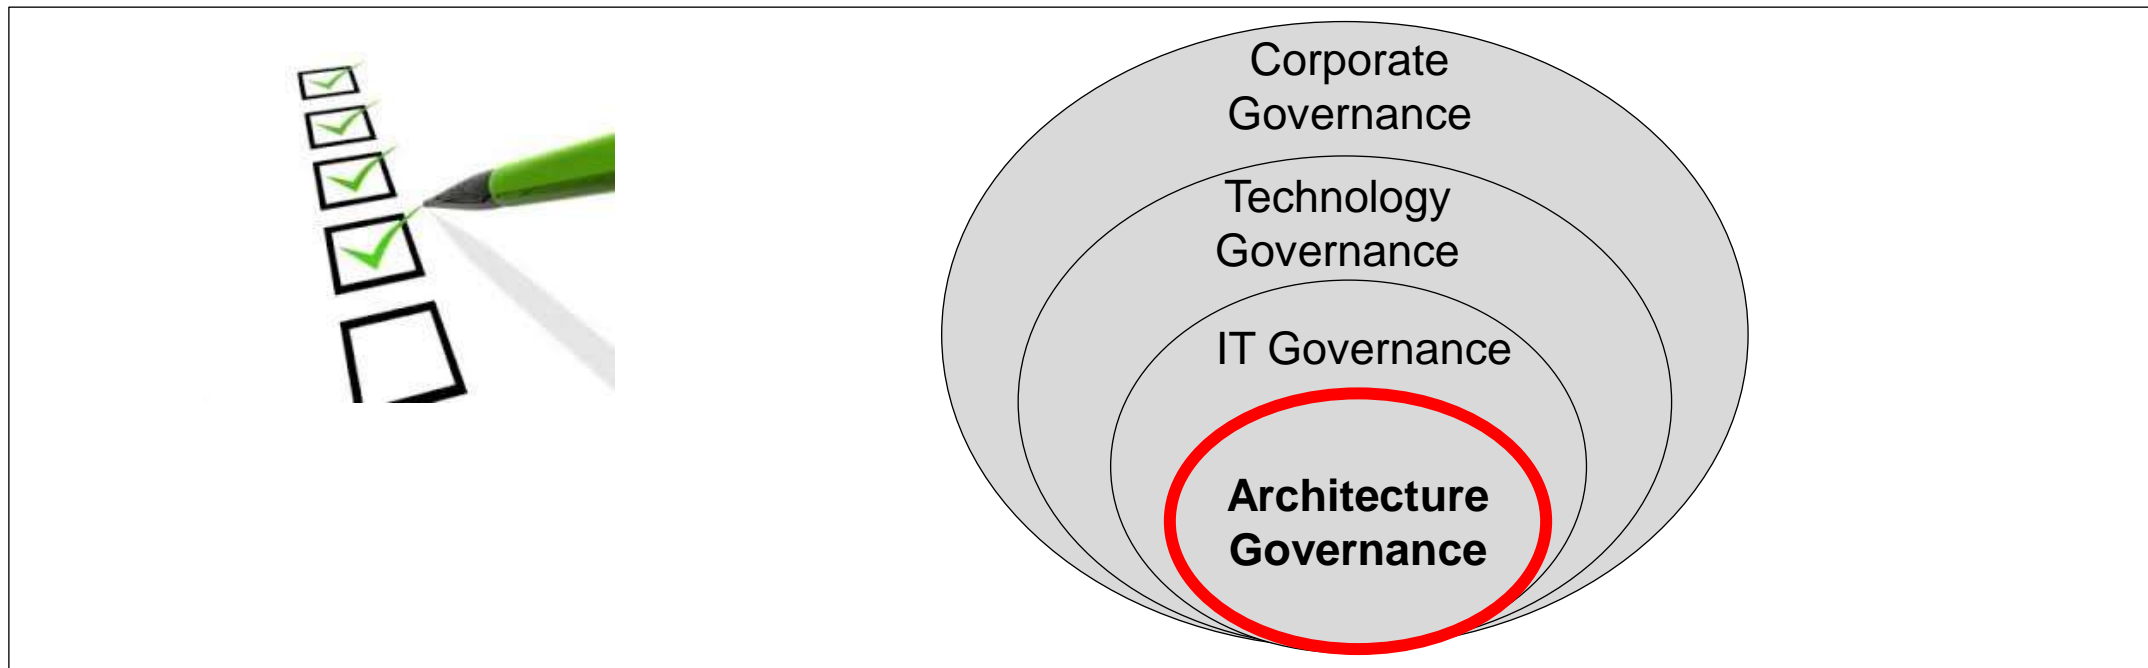 Corporate
Governance
Technology
Governance
IT Governance
Architecture
Governance